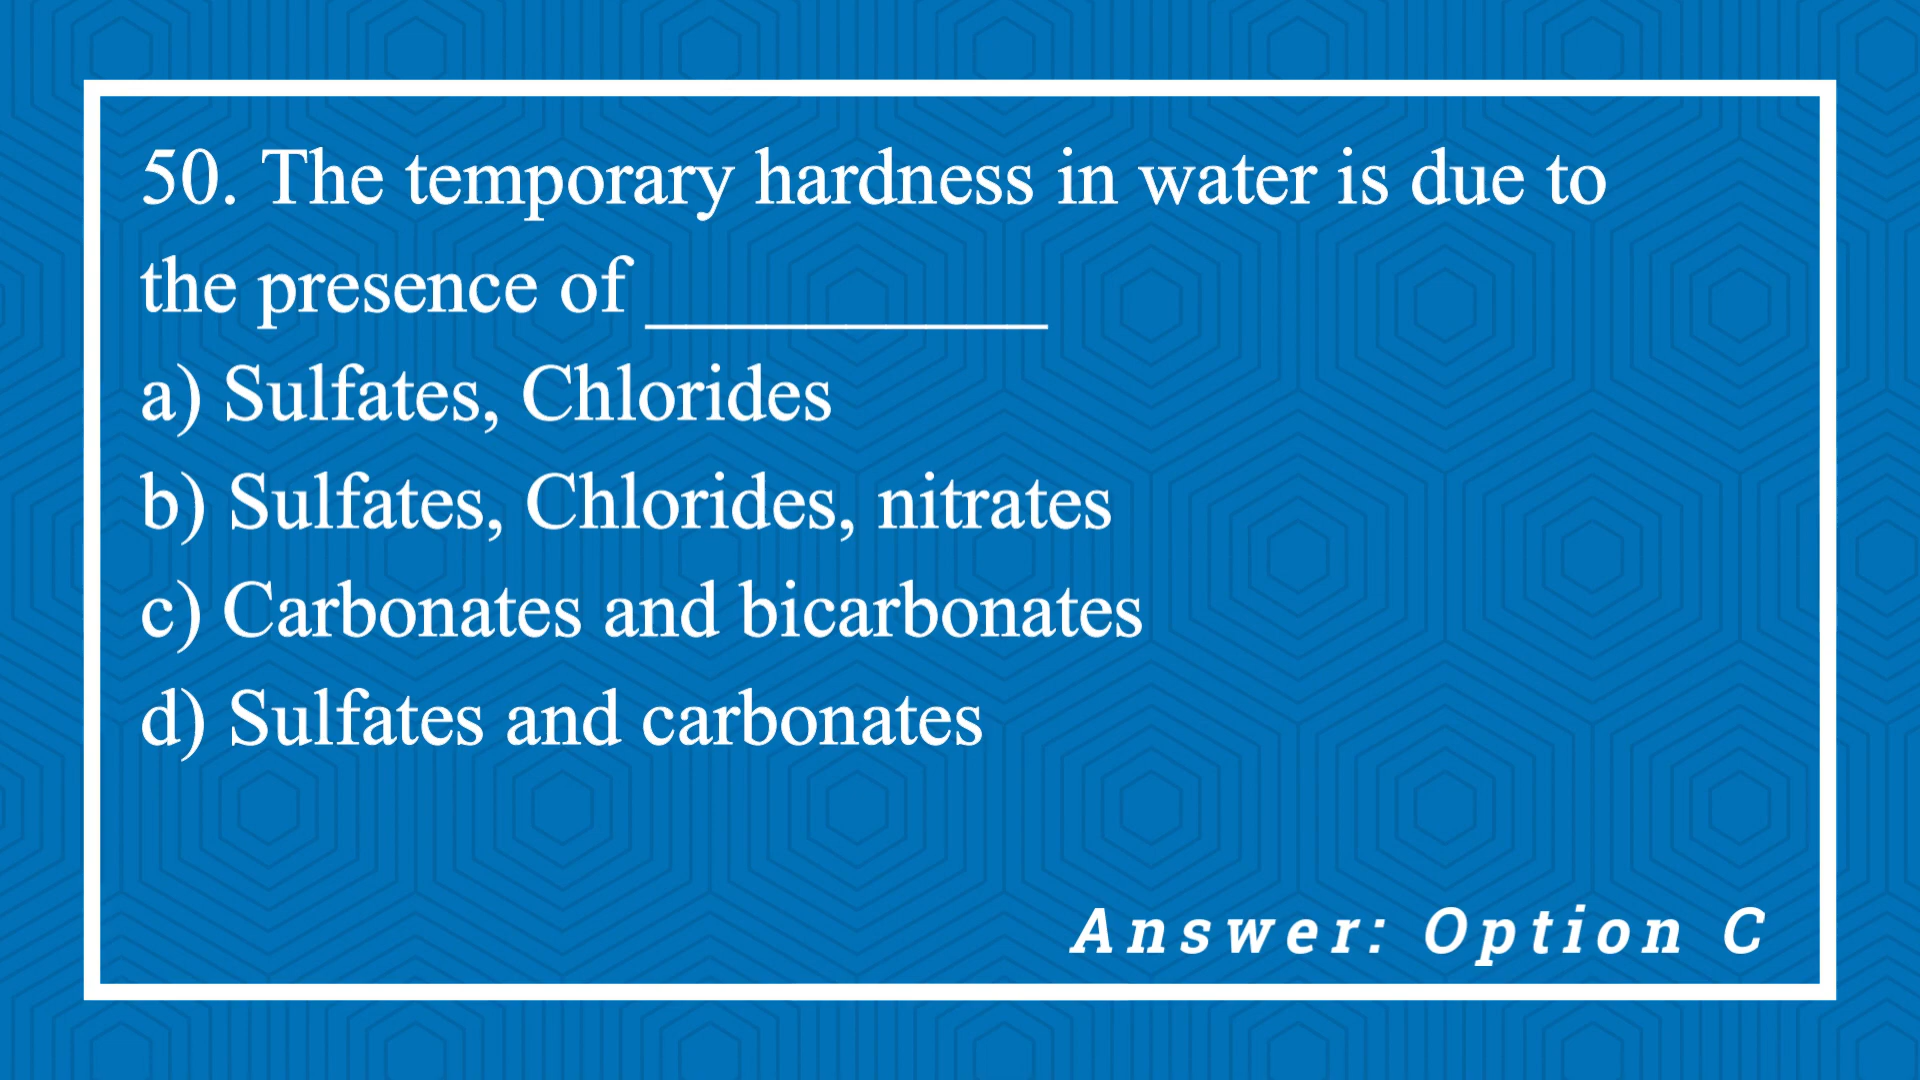 50. The temporary hardness in water is due to
the presence of __________
a) Sulfates, Chlorides
b) Sulfates, Chlorides, nitrates
c) Carbonates and bicarbonates
d) Sulfates and carbonates
Answer: Option C